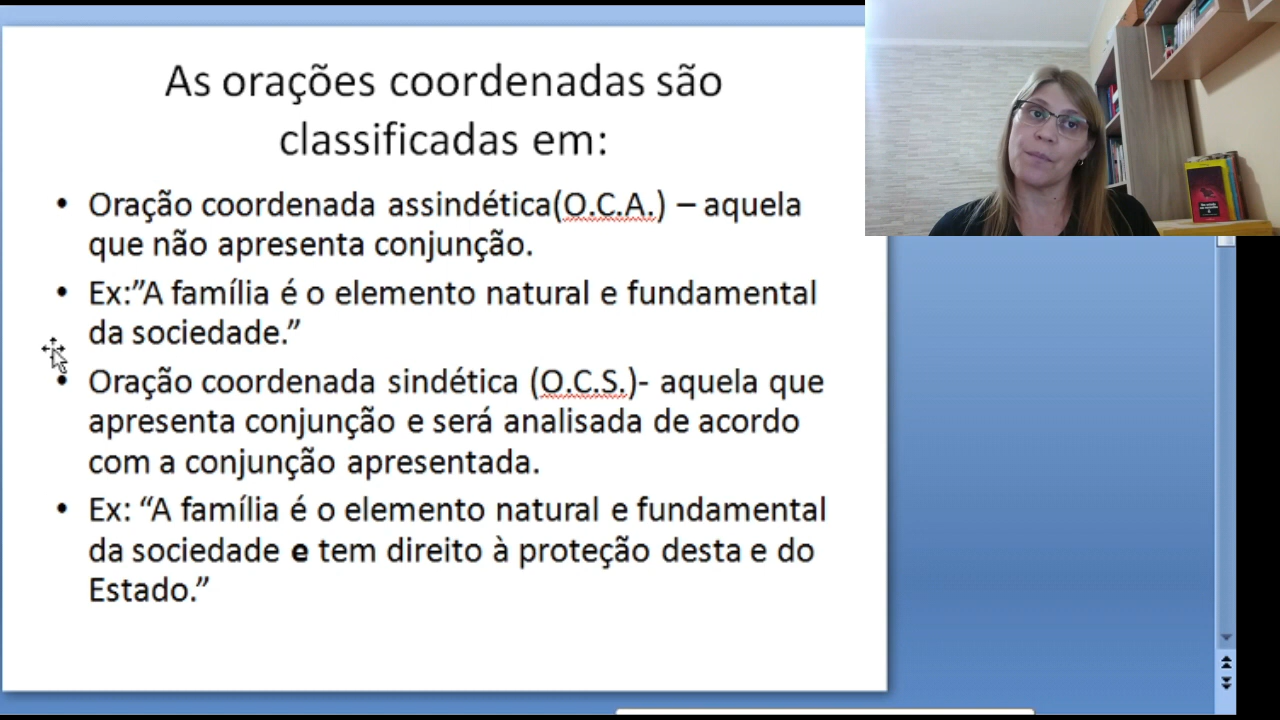 As orações coordenadas são
classificadas em:
• Oração coordenada assindética(O.C.A.) – aquela
que não apresenta conjunção.
• Ex:”A família é o elemento natural e fundamental
da sociedade.”
• Oração coordenada sindética (O.C.S.)- aquela que
apresenta conjunção e será analisada de acordo
com a conjunção apresentada.
• Ex: “A família é o elemento natural e fundamental
da sociedade e tem direito à proteção desta e do
Estado.”